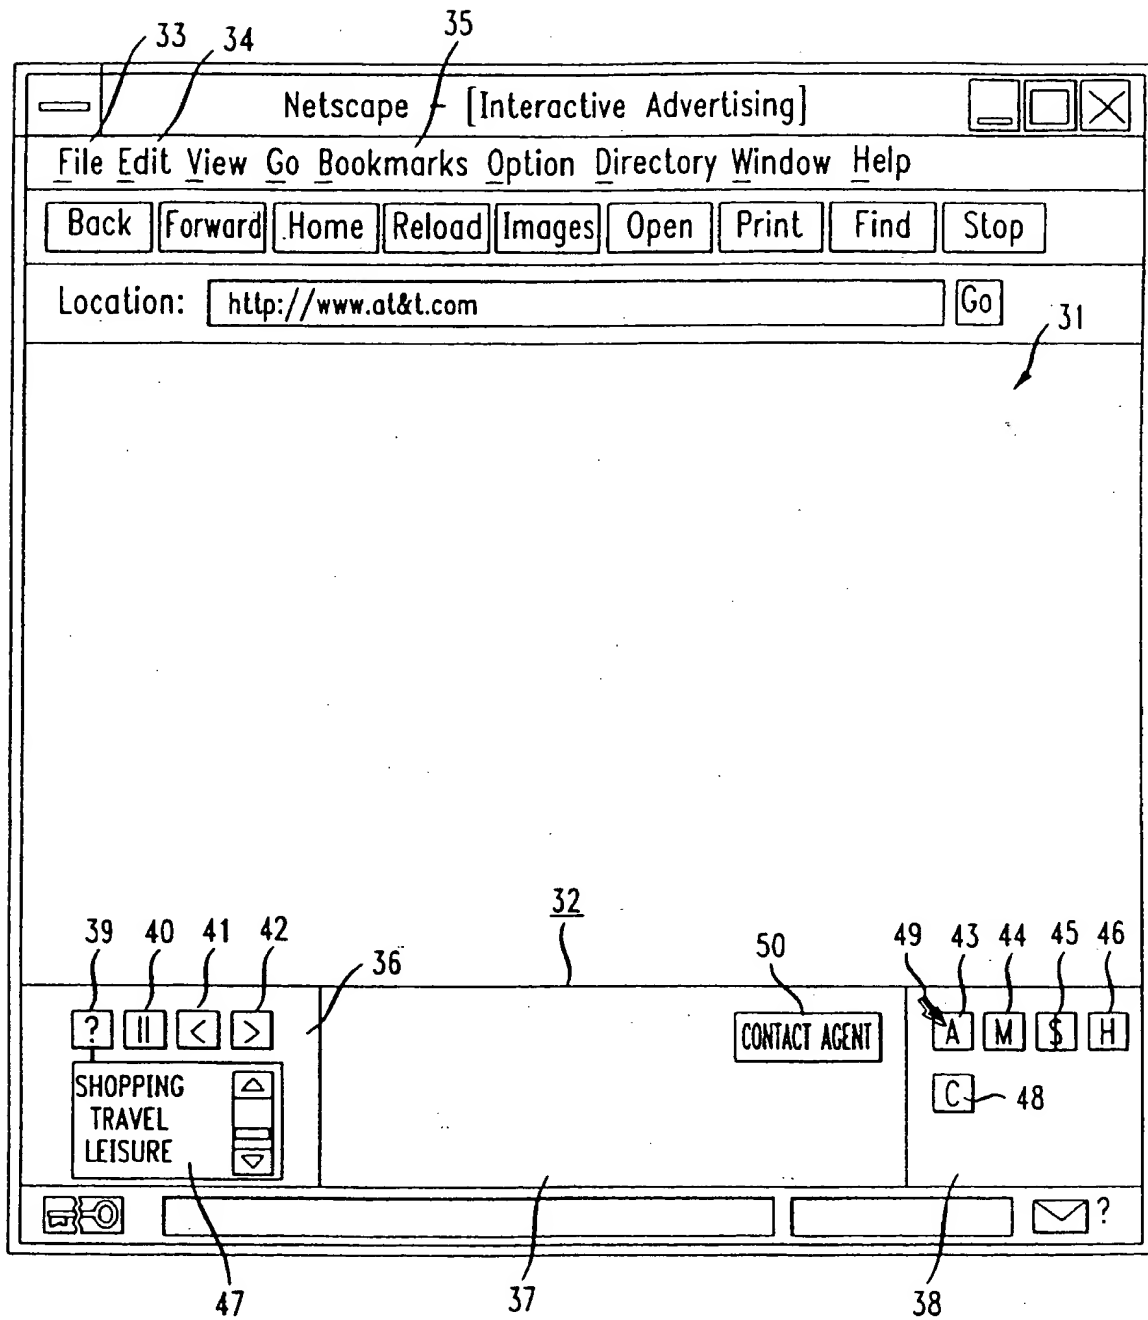 33 34 35
Netscape - [Interactive Advertising]
File Edit View Go Bookmarks Option Directory Window Help
Back Forward Home Reload Images Open Print Find Stop
Location: http://www.at&t.com Go
31
32
39 40 41 42 36 50 49 43 44 45 46
? II < > CONTACT AGENT A M $ H
SHOPPING
TRAVEL
LEISURE
C 48
?
47 37 38